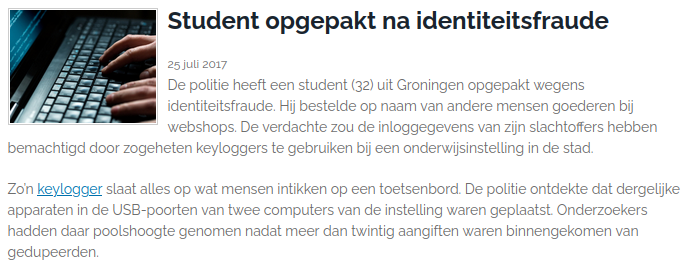 Student opgepakt na identiteitsfraude
25 juli 2017
De politie heeft een student (32) uit Groningen opgepakt wegens
identiteitsfraude. Hij bestelde op naam van andere mensen goederen bij
webshops. De verdachte zou de inloggegevens van zijn slachtoffers hebben
bemachtigd door zogeheten keyloggers te gebruiken bij een onderwijsinstelling in de stad.
Zo'n keylogger slaat alles op wat mensen intikken op een toetsenbord. De politie ontdekte dat dergelijke
apparaten in de USB-poorten van twee computers van de instelling waren geplaatst. Onderzoekers
hadden daar poolshoogte genomen nadat meer dan twintig aangiften waren binnengekomen van
gedupeerden.